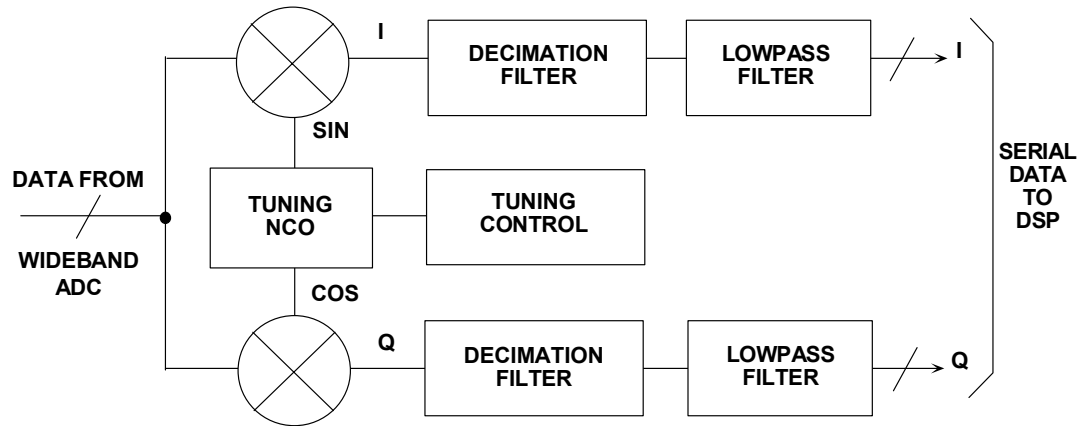 I
DECIMATION
FILTER
LOWPASS
FILTER
I
SIN
DATA FROM
WIDEBAND
ADC
TUNING
NCO
TUNING
CONTROL
SERIAL
DATA
TO
DSP
COS
Q
DECIMATION
FILTER
LOWPASS
FILTER
Q